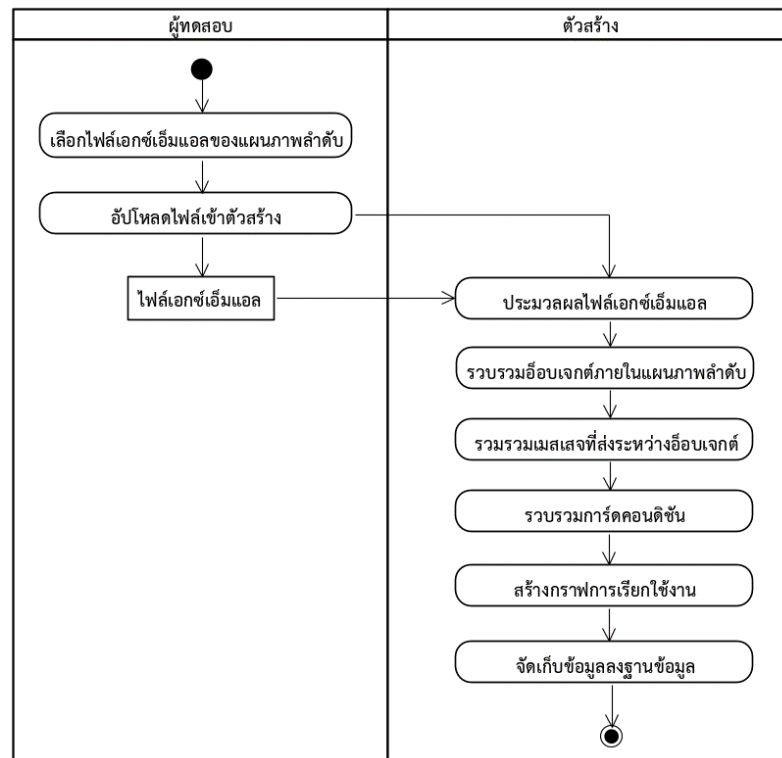 ผู้ทดสอบ
ตัวสร้าง
เลือกไฟล์เอกซ์เอ็มแอลของแผนภาพลำดับ
อัปโหลดไฟล์เข้าตัวสร้าง
ไฟล์เอกซ์เอ็มแอล
ประมวลผลไฟล์เอกซ์เอ็มแอล
รวบรวมอ็อบเจกต์ภายในแผนภาพลำดับ
รวมรวมเมสเสจที่ส่งระหว่างอ็อบเจกต์
รวบรวมการ์ดคอนดิชัน
สร้างกราฟการเรียกใช้งาน
จัดเก็บข้อมูลลงฐานข้อมูล